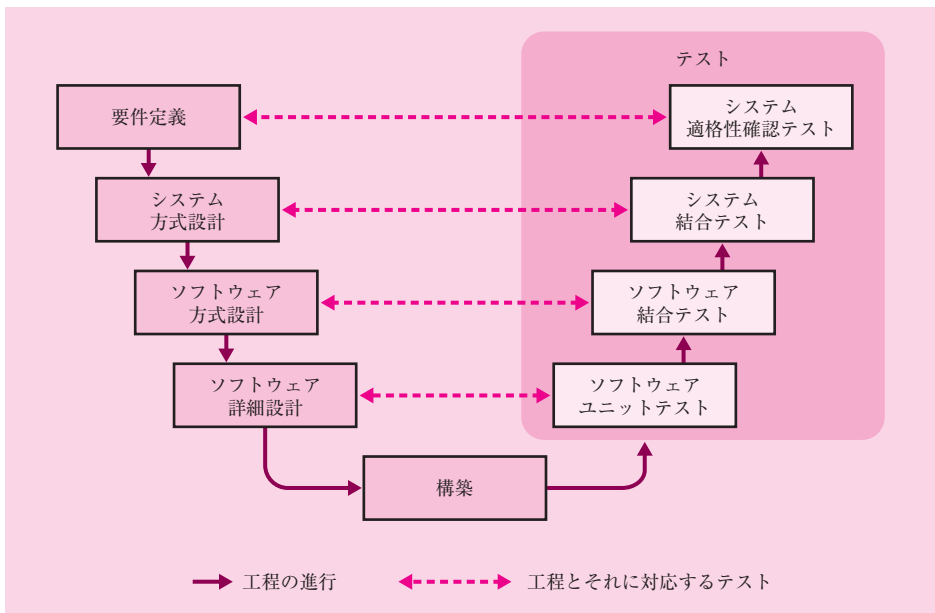 テスト
要件定義
システム
適格性確認テスト
システム
方式設計
システム
結合テスト
ソフトウェア
方式設計
ソフトウェア
結合テスト
ソフトウェア
詳細設計
ソフトウェア
ユニットテスト
構築
工程の進行
工程とそれに対応するテスト